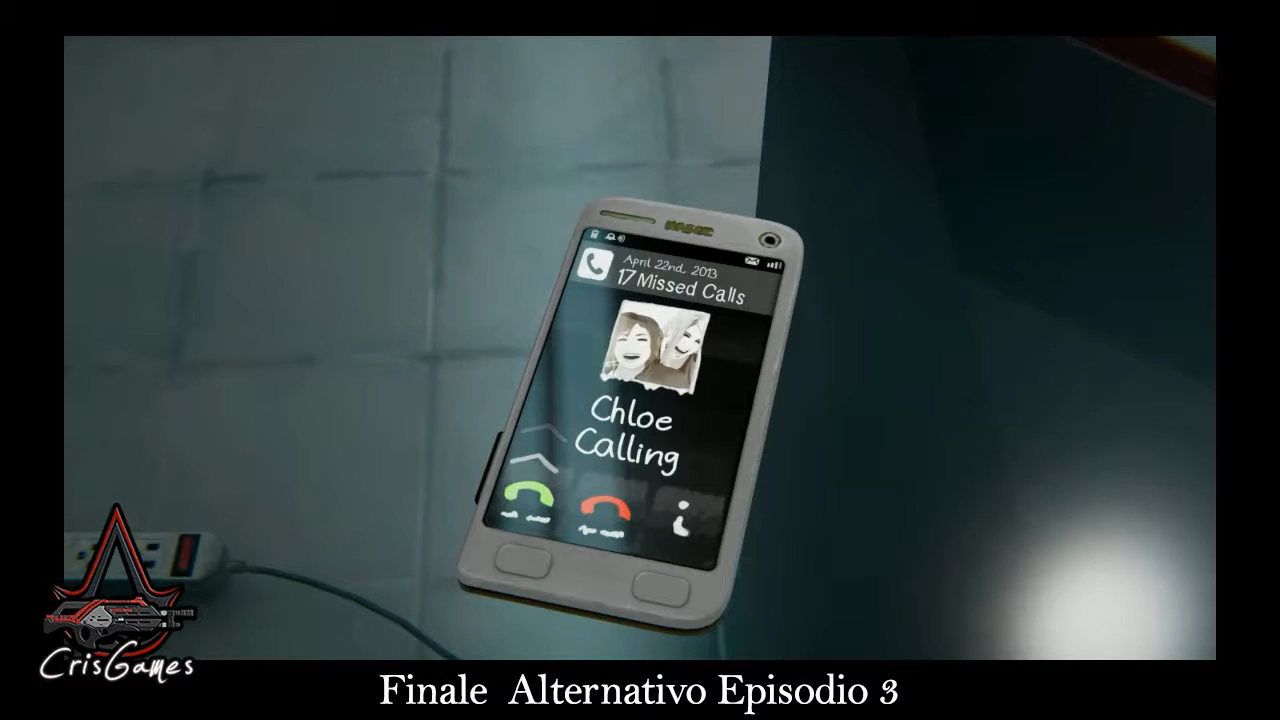 April 22nd, 2013
17 Missed Calls
Chloe
Calling
CrisGames
Finale Alternativo Episodio 3